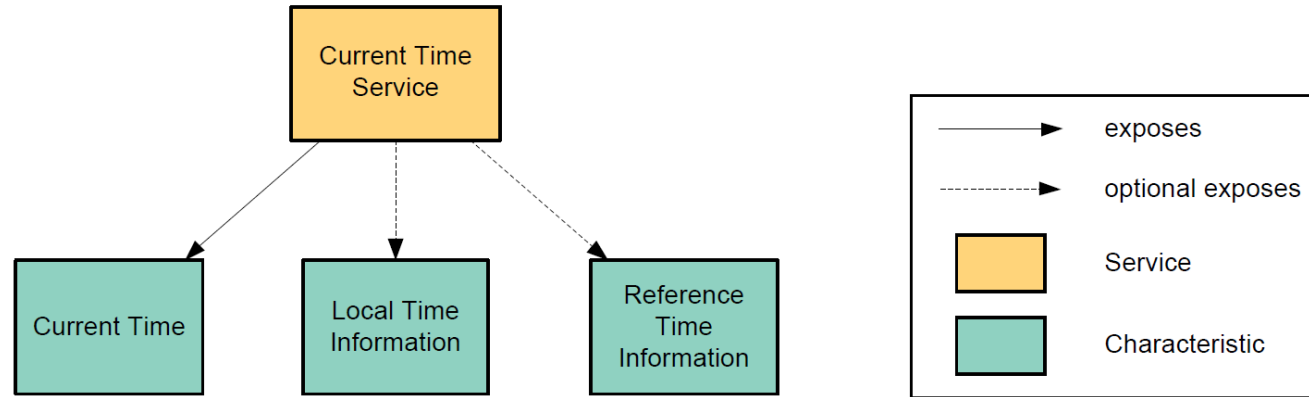 Current Time
Service
Current Time
Local Time
Information
Reference
Time
Information
exposes
optional exposes
Service
Characteristic